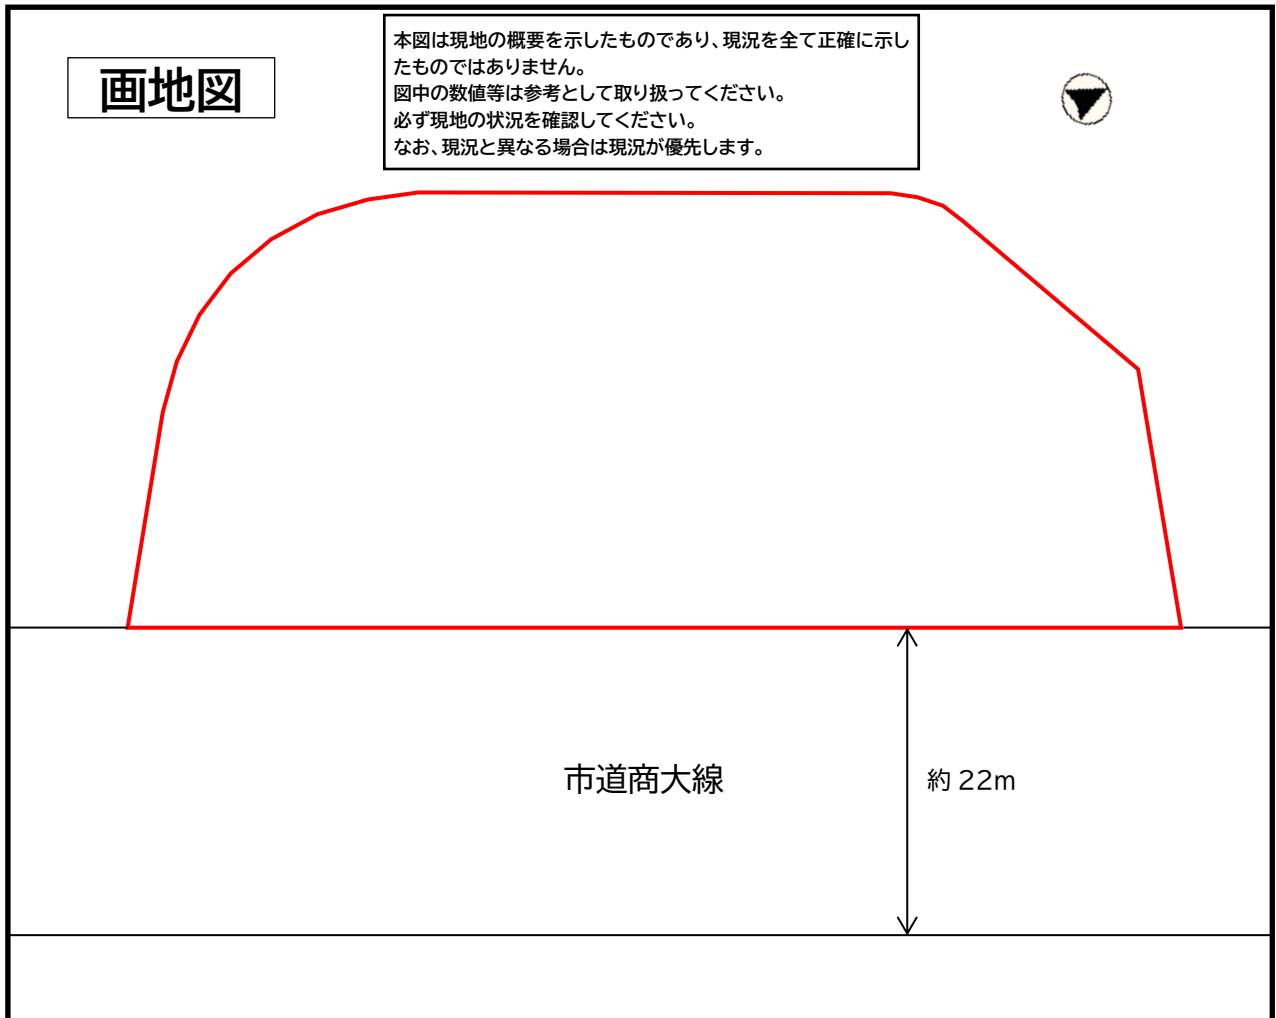 画地図
本図は現地の概要を示したものであり、現況を全て正確に示し
たものではありません。
図中の数値等は参考として取り扱ってください。
必ず現地の状況を確認してください。
なお、現況と異なる場合は現況が優先します。
市道商大線
約 22m